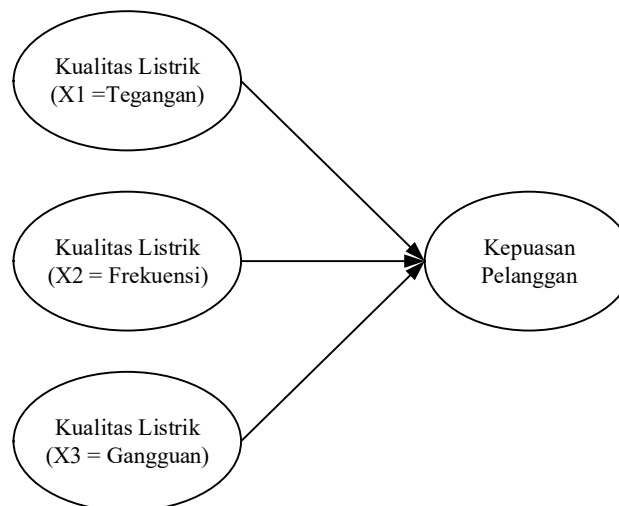 Kualitas Listrik
(X1 =Tegangan)
Kualitas Listrik
(X2 = Frekuensi)
Kepuasan
Pelanggan
Kualitas Listrik
(X3 = Gangguan)